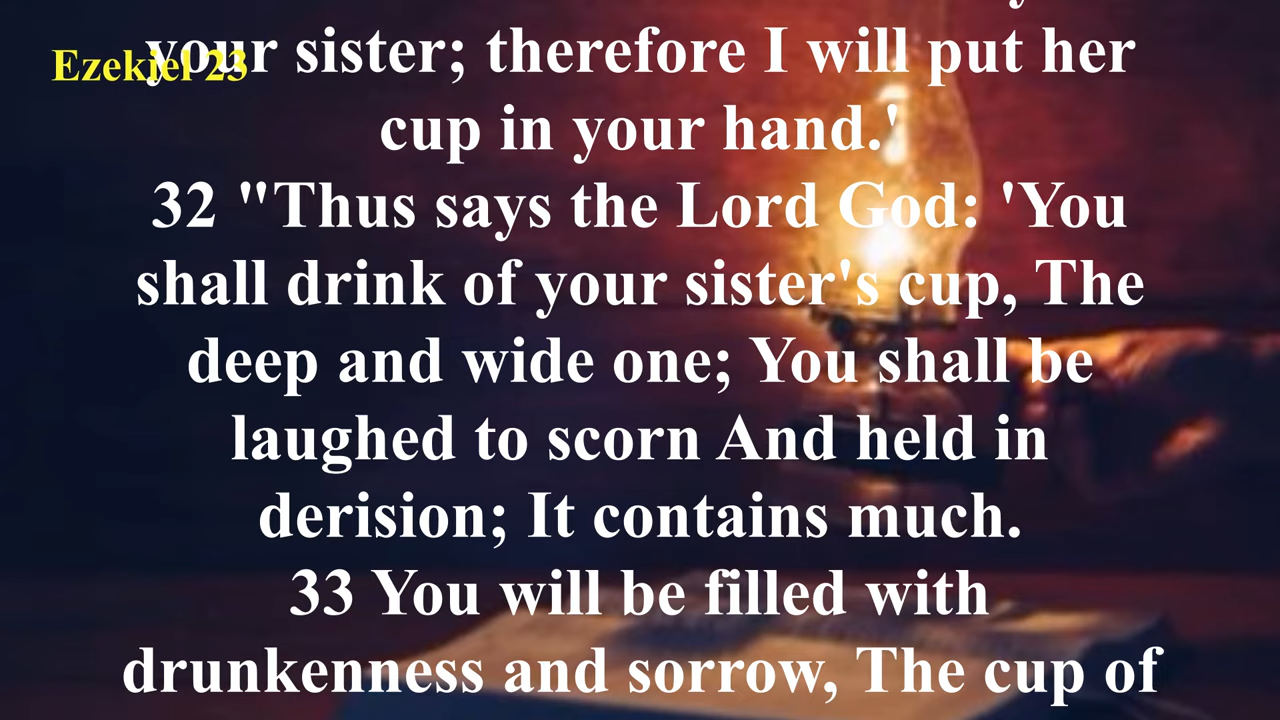 Ezekiel 23
your sister; therefore I will put her
cup in your hand.'
32 "Thus says the Lord God: 'You
shall drink of your sister's cup, The
deep and wide one; You shall be
laughed to scorn And held in
derision; It contains much.
33 You will be filled with
drunkenness and sorrow, The cup of